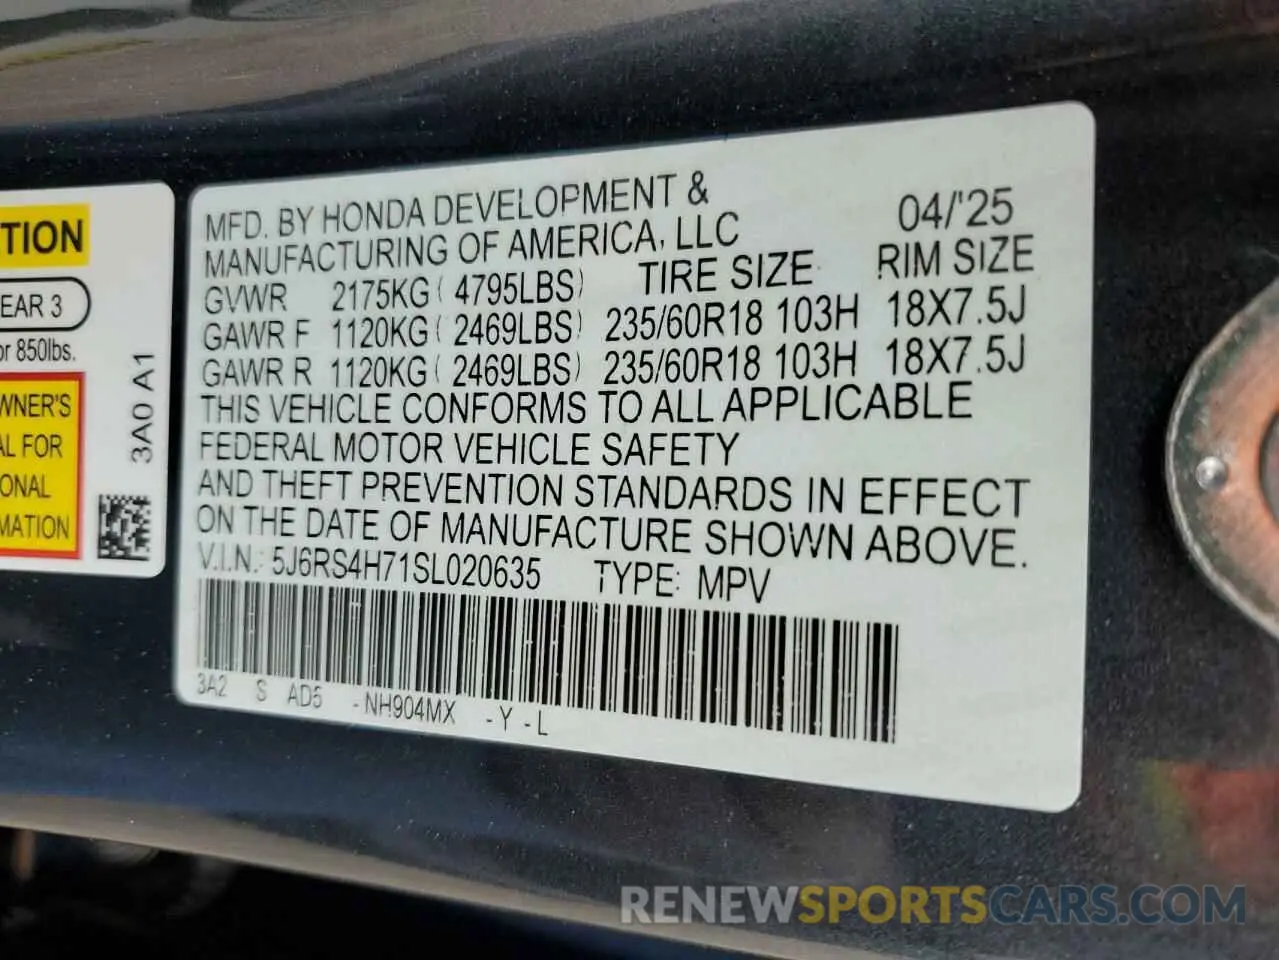 TION
EAR 3
or 850lbs.
WNER'S
AL FOR
ONAL
MATION
3A0 A1
MFD. BY HONDA DEVELOPMENT &
MANUFACTURING OF AMERICA, LLC
04/'25
GVWR 2175KG ( 4795LBS) TIRE SIZE RIM SIZE
GAWR F 1120KG ( 2469LBS) 235/60R18 103H 18X7.5J
GAWR R 1120KG ( 2469LBS) 235/60R18 103H 18X7.5J
THIS VEHICLE CONFORMS TO ALL APPLICABLE
FEDERAL MOTOR VEHICLE SAFETY
AND THEFT PREVENTION STANDARDS IN EFFECT
ON THE DATE OF MANUFACTURE SHOWN ABOVE.
V.I.N.: 5J6RS4H71SL020635 TYPE: MPV
3A2 S AD5 - NH904MX - Y - L
RENEWSPORTSCARS.COM